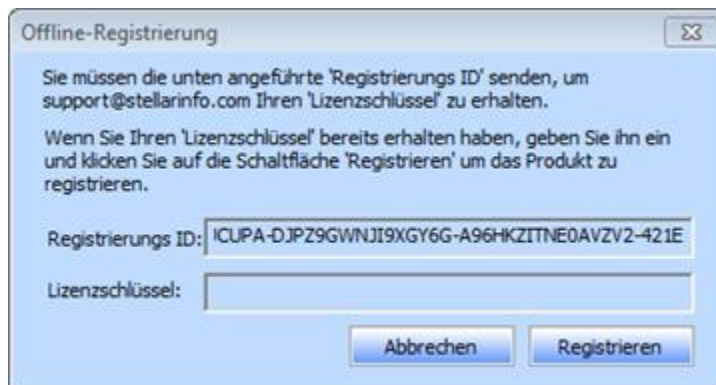 Offline-Registrierung
Sie müssen die unten angeführte 'Registrierungs ID' senden, um
support@stellarinfo.com Ihren 'Lizenzschlüssel' zu erhalten.
Wenn Sie Ihren 'Lizenzschlüssel' bereits erhalten haben, geben Sie ihn ein
und klicken Sie auf die Schaltfläche 'Registrieren' um das Produkt zu
registrieren.
Registrierungs ID: ICUPA-DJPZ9GWNJI9XGY6G-A96HKZITNE0AVZV2-421E
Lizenzschlüssel:
Abbrechen Registrieren